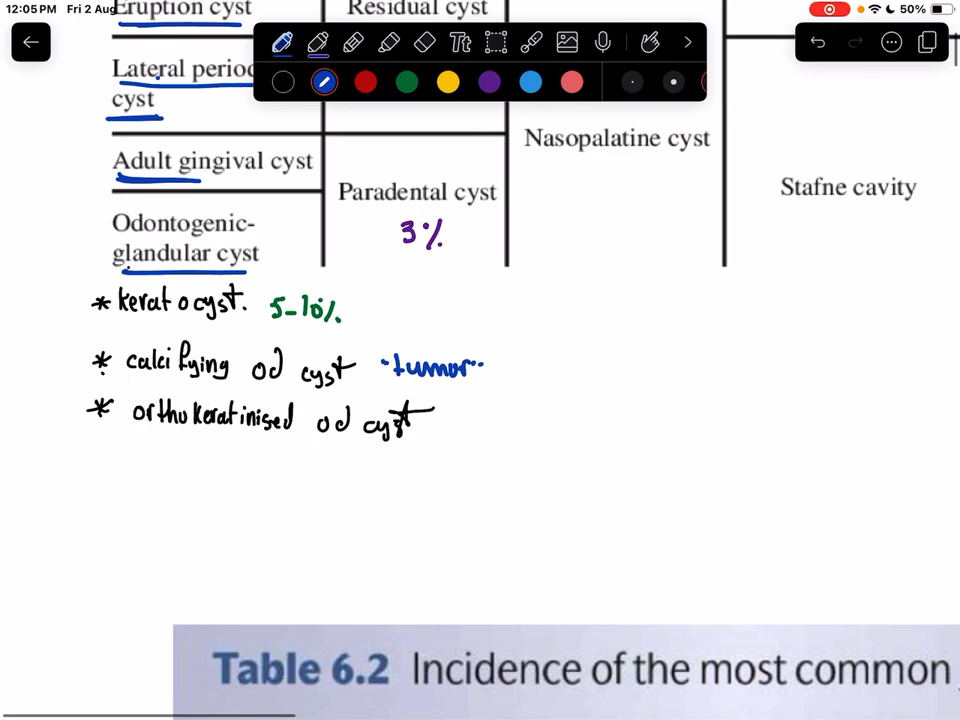 12:05 PM Fri 2 Aug
50%
Eruption cyst
Residual cyst
Tt
Lateral perio
cyst
Nasopalatine cyst
Adult gingival cyst
Paradental cyst
Stafne cavity
3%
Odontogenic-
glandular cyst
* keratocyst. 5-10%
* calcifying od cyst "tumor"
* orthokeratinised od cyst
Table 6.2 Incidence of the most common